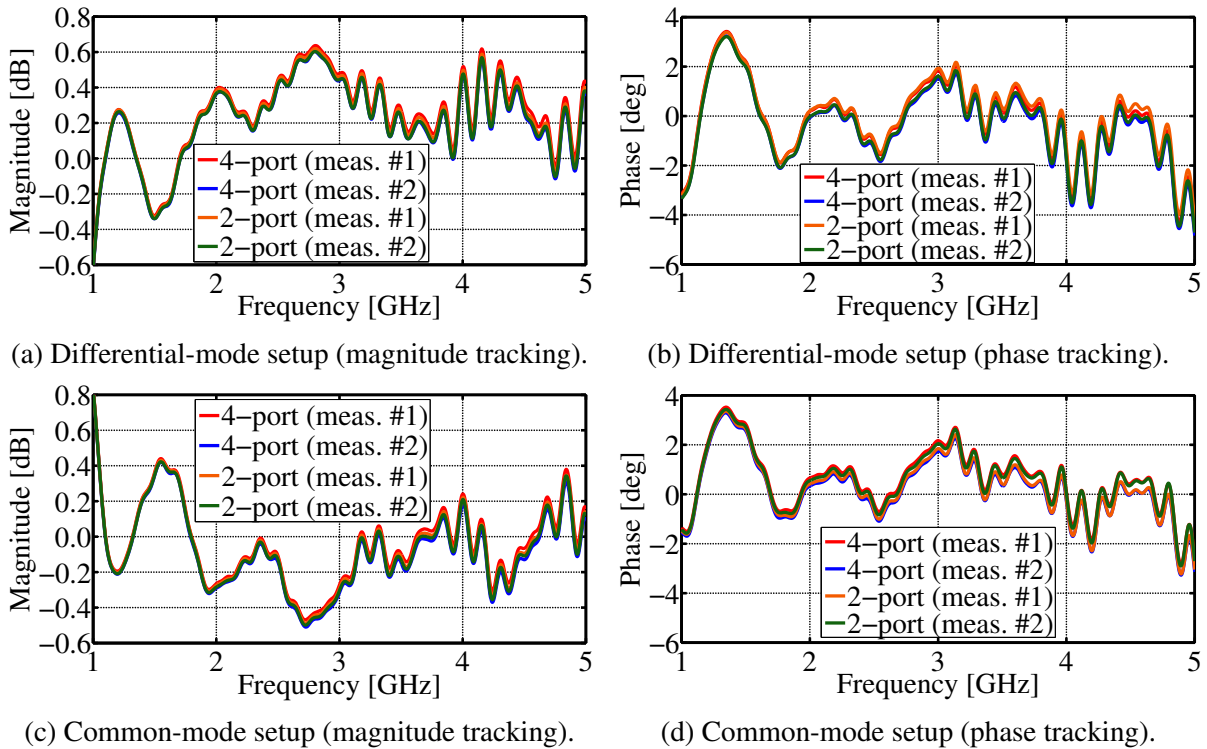 0.8
0.6
0.4
0.2
0.0
−0.2
−0.4
−0.6
Magnitude [dB]
4−port (meas. #1)
4−port (meas. #2)
2−port (meas. #1)
2−port (meas. #2)
1 2 3 4 5
Frequency [GHz]
(a) Differential-mode setup (magnitude tracking).
4
2
0
−2
−4
−6
Phase [deg]
4−port (meas. #1)
4−port (meas. #2)
2−port (meas. #1)
2−port (meas. #2)
1 2 3 4 5
Frequency [GHz]
(b) Differential-mode setup (phase tracking).
0.8
0.6
0.4
0.2
0.0
−0.2
−0.4
−0.6
Magnitude [dB]
4−port (meas. #1)
4−port (meas. #2)
2−port (meas. #1)
2−port (meas. #2)
1 2 3 4 5
Frequency [GHz]
(c) Common-mode setup (magnitude tracking).
4
2
0
−2
−4
−6
Phase [deg]
4−port (meas. #1)
4−port (meas. #2)
2−port (meas. #1)
2−port (meas. #2)
1 2 3 4 5
Frequency [GHz]
(d) Common-mode setup (phase tracking).